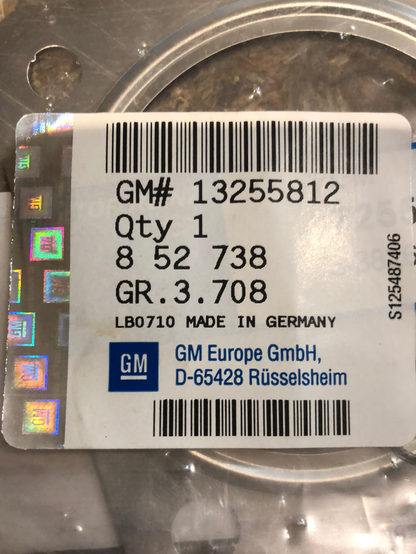 GM# 13255812
Qty 1
8 52 738
GR.3.708
LB0710 MADE IN GERMANY
GM
GM Europe GmbH,
D-65428 Rüsselsheim
S125487406